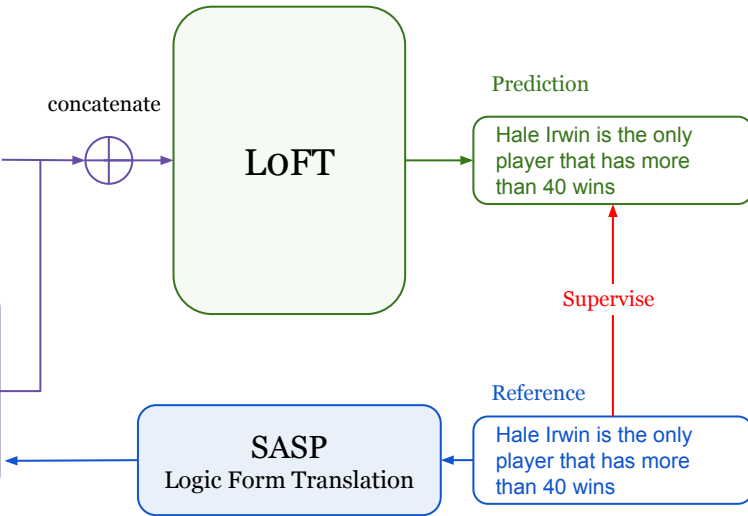 concatenate
LoFT
Prediction
Hale Irwin is the only
player that has more
than 40 wins
Supervise
Reference
SASP
Logic Form Translation
Hale Irwin is the only
player that has more
than 40 wins